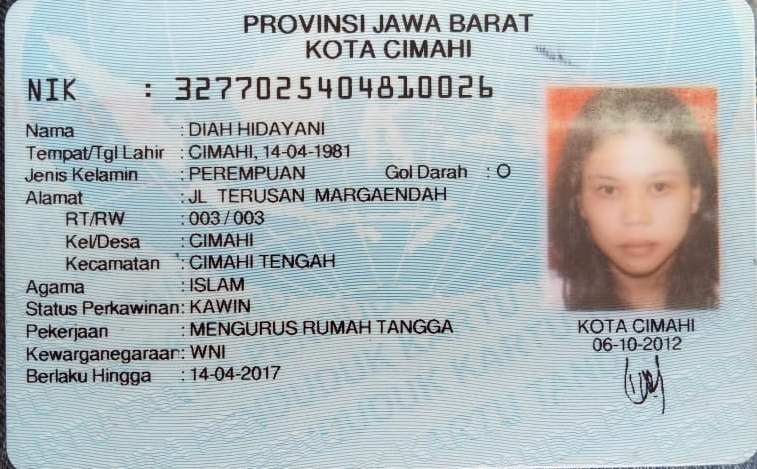 PROVINSI JAWA BARAT
KOTA CIMAHI
NIK : 3277025404810026
Nama : DIAH HIDAYANI
Tempat/Tgl Lahir : CIMAHI, 14-04-1981
Jenis Kelamin : PEREMPUAN Gol Darah : O
Alamat : JL TERUSAN MARGAENDAH
RT/RW : 003 / 003
Kel/Desa : CIMAHI
Kecamatan : CIMAHI TENGAH
Agama : ISLAM
Status Perkawinan: KAWIN
Pekerjaan : MENGURUS RUMAH TANGGA
Kewarganegaraan: WNI
Berlaku Hingga : 14-04-2017
KOTA CIMAHI
06-10-2012